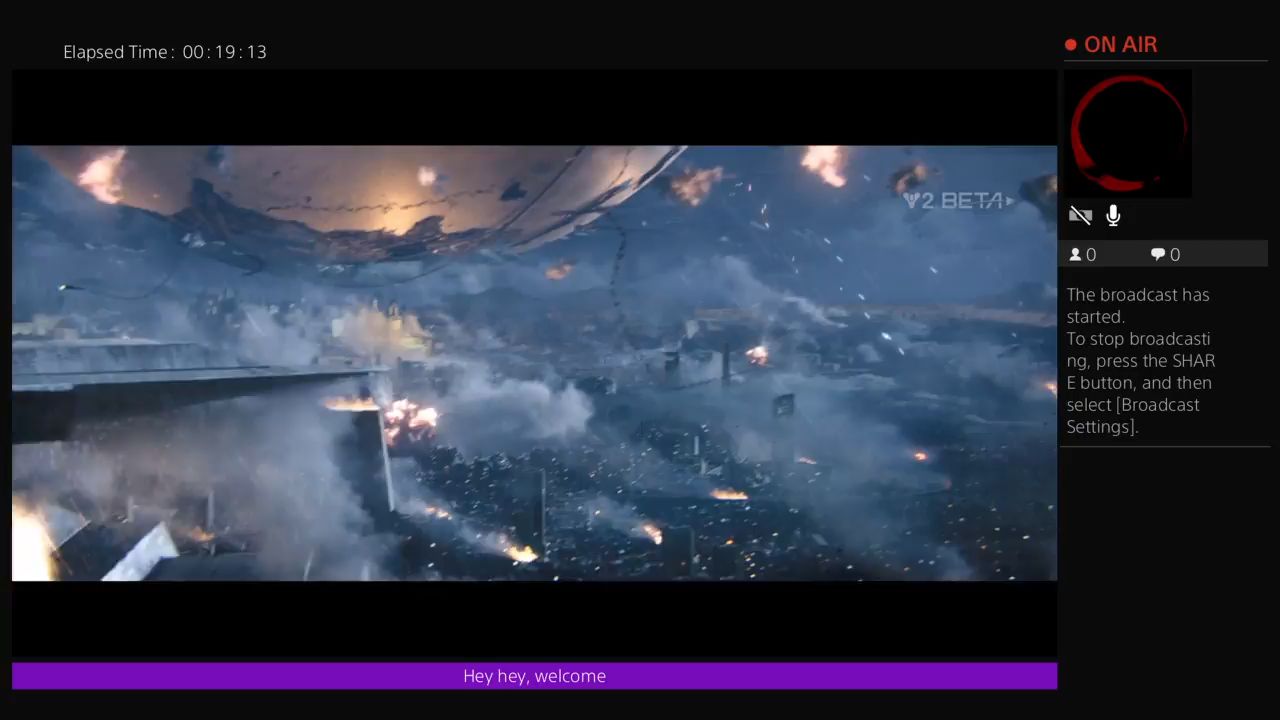 Elapsed Time: 00:19:13
ON AIR
V2 BETA
0 0
The broadcast has
started.
To stop broadcasti
ng, press the SHAR
E button, and then
select [Broadcast
Settings].
Hey hey, welcome